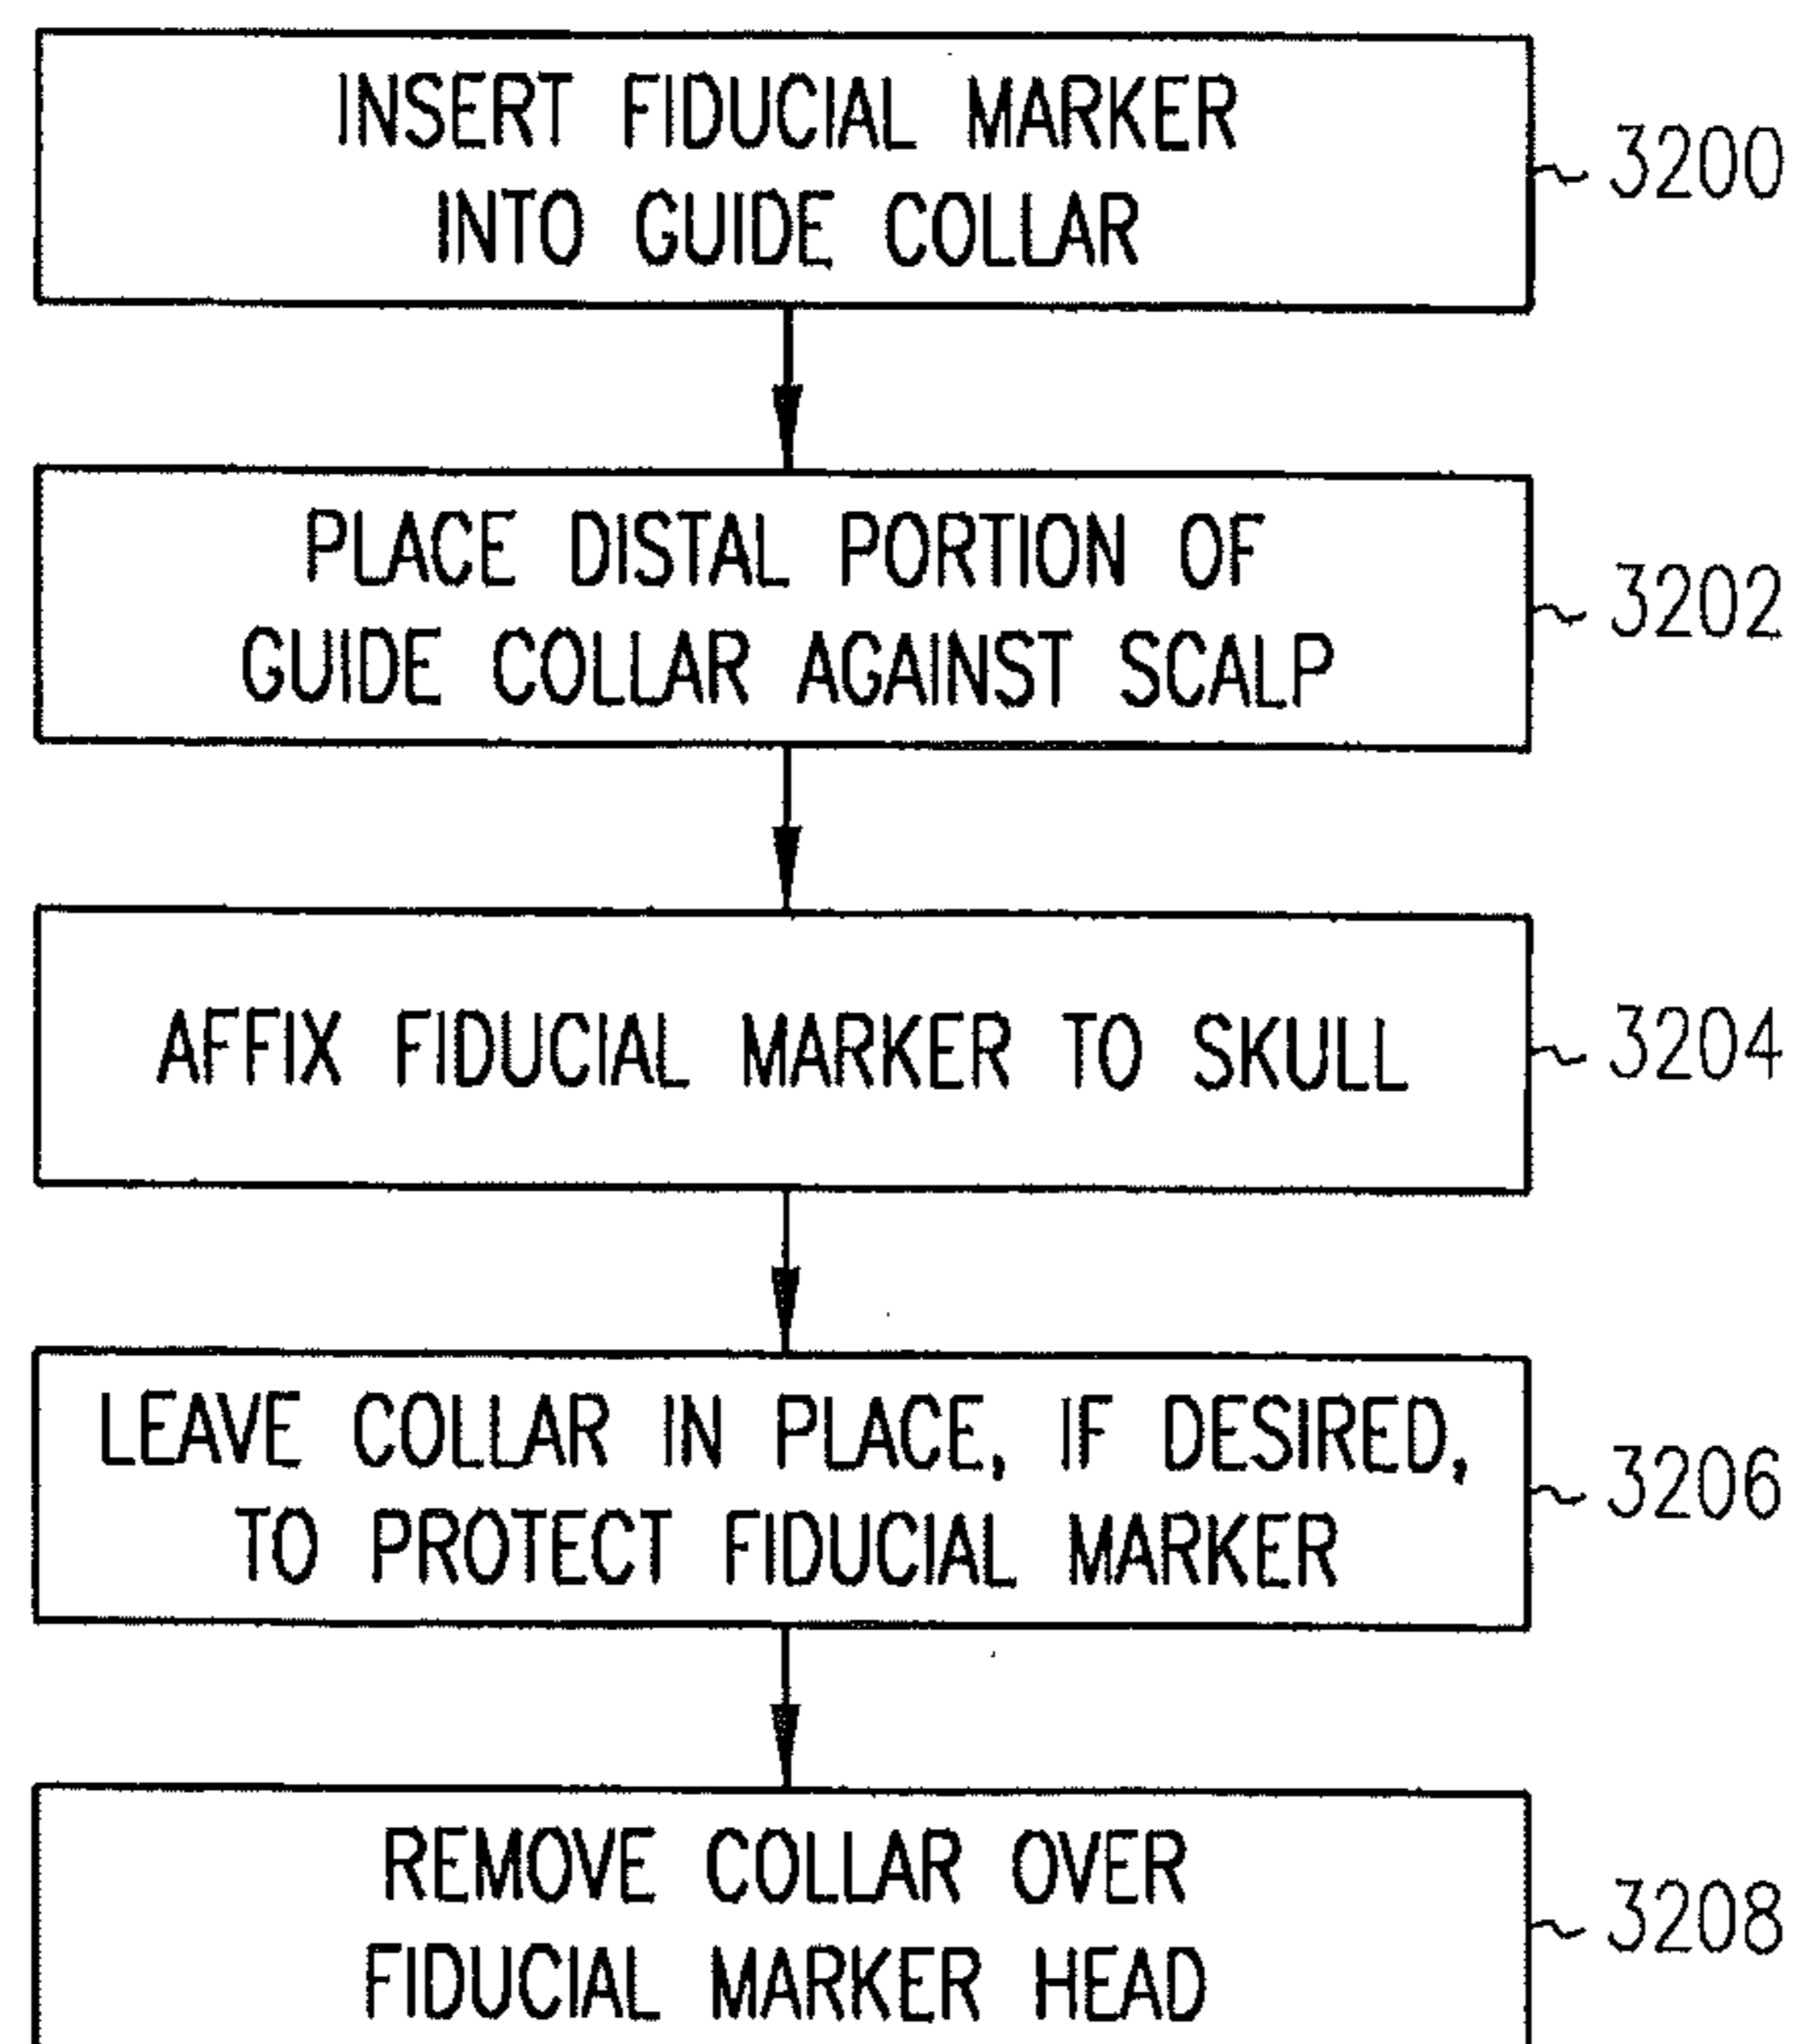 INSERT FIDUCIAL MARKER
INTO GUIDE COLLAR
3200
PLACE DISTAL PORTION OF
GUIDE COLLAR AGAINST SCALP
3202
AFFIX FIDUCIAL MARKER TO SKULL
3204
LEAVE COLLAR IN PLACE, IF DESIRED,
TO PROTECT FIDUCIAL MARKER
3206
REMOVE COLLAR OVER
FIDUCIAL MARKER HEAD
3208